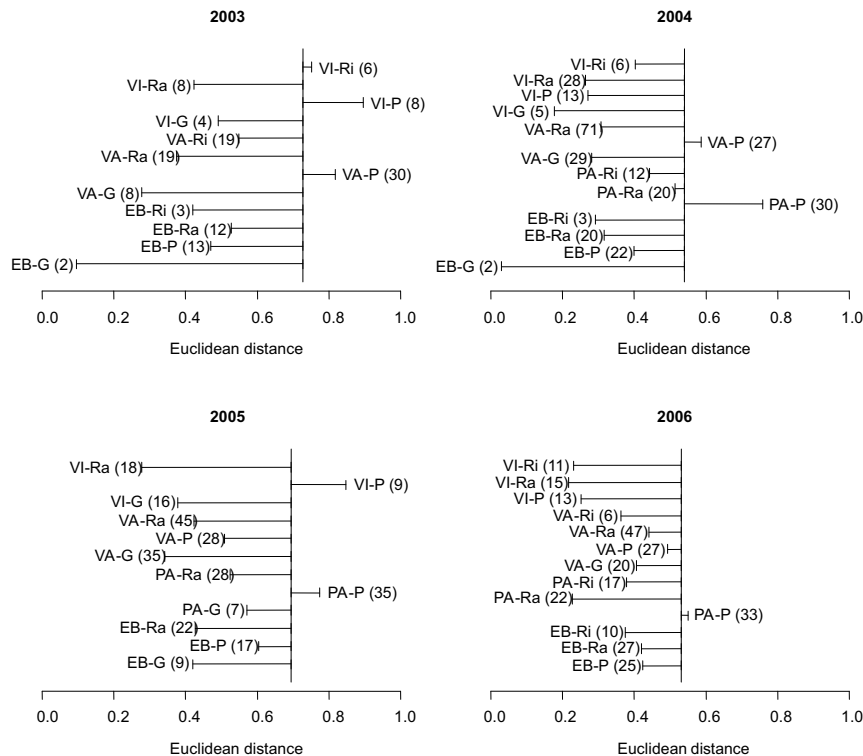 2003
VI-Ri (6)
VI-Ra (8)
VI-P (8)
VI-G (4)
VA-Ri (19)
VA-Ra (19)
VA-P (30)
VA-G (8)
EB-Ri (3)
EB-Ra (12)
EB-P (13)
EB-G (2)
0.0 0.2 0.4 0.6 0.8 1.0
Euclidean distance
2004
VI-Ri (6)
VI-Ra (28)
VI-P (13)
VI-G (5)
VA-Ra (71)
VA-P (27)
VA-G (29)
PA-Ri (12)
PA-Ra (20)
PA-P (30)
EB-Ri (3)
EB-Ra (20)
EB-P (22)
EB-G (2)
0.0 0.2 0.4 0.6 0.8 1.0
Euclidean distance
2005
VI-Ra (18)
VI-P (9)
VI-G (16)
VA-Ra (45)
VA-P (28)
VA-G (35)
PA-Ra (28)
PA-P (35)
PA-G (7)
EB-Ra (22)
EB-P (17)
EB-G (9)
0.0 0.2 0.4 0.6 0.8 1.0
Euclidean distance
2006
VI-Ri (11)
VI-Ra (15)
VI-P (13)
VA-Ri (6)
VA-Ra (47)
VA-P (27)
VA-G (20)
PA-Ri (17)
PA-Ra (22)
PA-P (33)
EB-Ri (10)
EB-Ra (27)
EB-P (25)
0.0 0.2 0.4 0.6 0.8 1.0
Euclidean distance